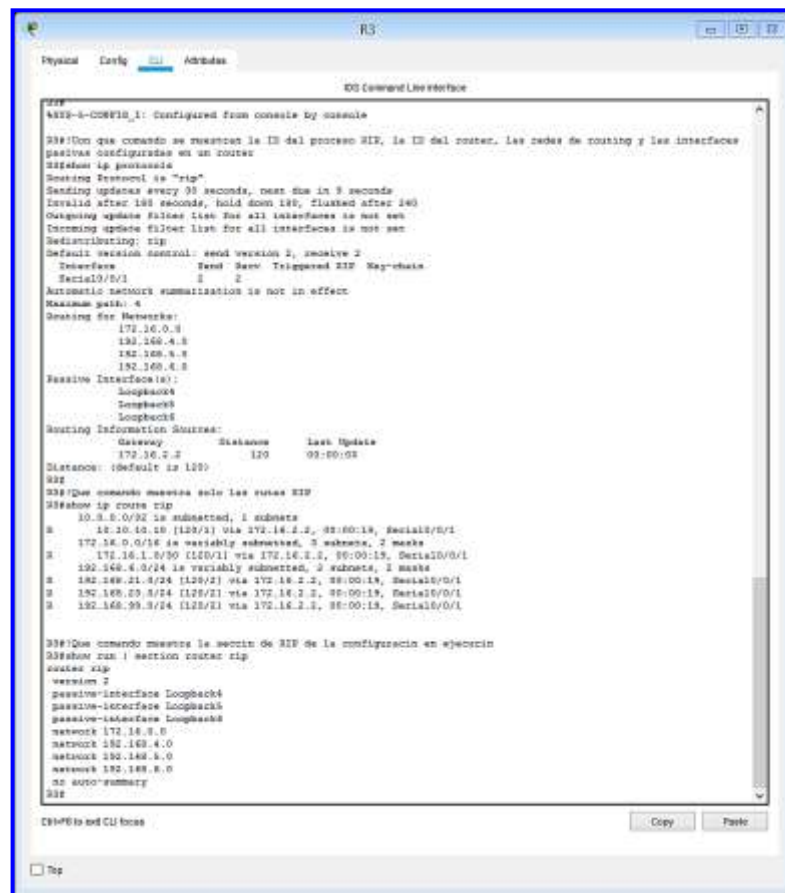 R3
Physical Config CLI Attributes
IOS Command Line Interface
R3#
%SYS-5-CONFIG_I: Configured from console by console
R3#!Con que comando se muestran la ID del proceso RIP, la ID del router, las redes de routing y las interfaces
pasivas configuradas en un router
R3#show ip protocols
Routing Protocol is "rip"
Sending updates every 30 seconds, next due in 9 seconds
Invalid after 180 seconds, hold down 180, flushed after 240
Outgoing update filter list for all interfaces is not set
Incoming update filter list for all interfaces is not set
Redistributing: rip
Default version control: send version 2, receive 2
Interface Send Recv Triggered RIP Key-chain
Serial0/0/1 2 2
Automatic network summarization is not in effect
Maximum path: 4
Routing for Networks:
172.16.0.0
192.168.4.0
192.168.5.0
192.168.6.0
Passive Interface(s):
Loopback4
Loopback5
Loopback6
Routing Information Sources:
Gateway Distance Last Update
172.16.2.2 120
Distance: (default is 120)
R3#
R3#!Que comando muestra solo las rutas RIP
R3#show ip route rip
10.0.0.0/32 is subnetted, 1 subnets
R 10.10.10.10 [120/1] via 172.16.2.2, 00:00:19, Serial0/0/1
172.16.0.0/16 is variably subnetted, 3 subnets, 2 masks
R 172.16.1.0/30 [120/1] via 172.16.2.2, 00:00:19, Serial0/0/1
192.168.6.0/24 is variably subnetted, 2 subnets, 2 masks
R 192.168.21.0/24 [120/2] via 172.16.2.2, 00:00:19, Serial0/0/1
R 192.168.23.0/24 [120/2] via 172.16.2.2, 00:00:19, Serial0/0/1
R 192.168.99.0/24 [120/2] via 172.16.2.2, 00:00:19, Serial0/0/1
R3#!Que comando muestra la seccin de RIP de la configuracin en ejecucin
R3#show run | section router rip
router rip
version 2
passive-interface Loopback4
passive-interface Loopback5
passive-interface Loopback6
network 172.16.0.0
network 192.168.4.0
network 192.168.5.0
network 192.168.6.0
no auto-summary
R3#
Ctrl+F6 to exit CLI focus
Copy Paste
Top